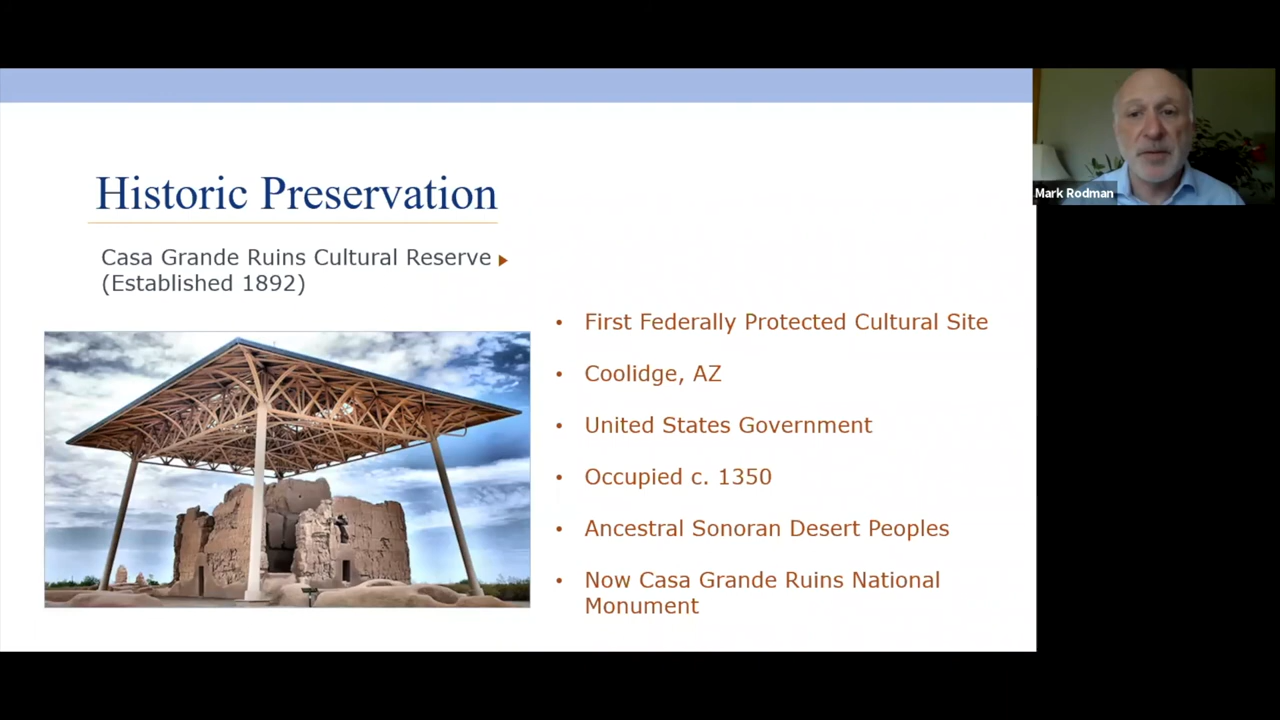 Historic Preservation
Casa Grande Ruins Cultural Reserve
(Established 1892)
• First Federally Protected Cultural Site
• Coolidge, AZ
• United States Government
• Occupied c. 1350
• Ancestral Sonoran Desert Peoples
• Now Casa Grande Ruins National
Monument
Mark Rodman